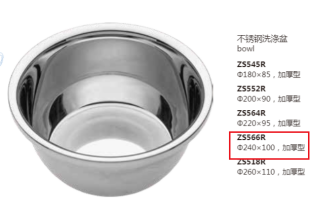 不锈钢洗涤盆
bowl
ZS545R
Φ180×85，加厚型
ZS552R
Φ200×90，加厚型
ZS564R
Φ220×95，加厚型
ZS566R
Φ240×100，加厚型
ZS518R
Φ260×110，加厚型